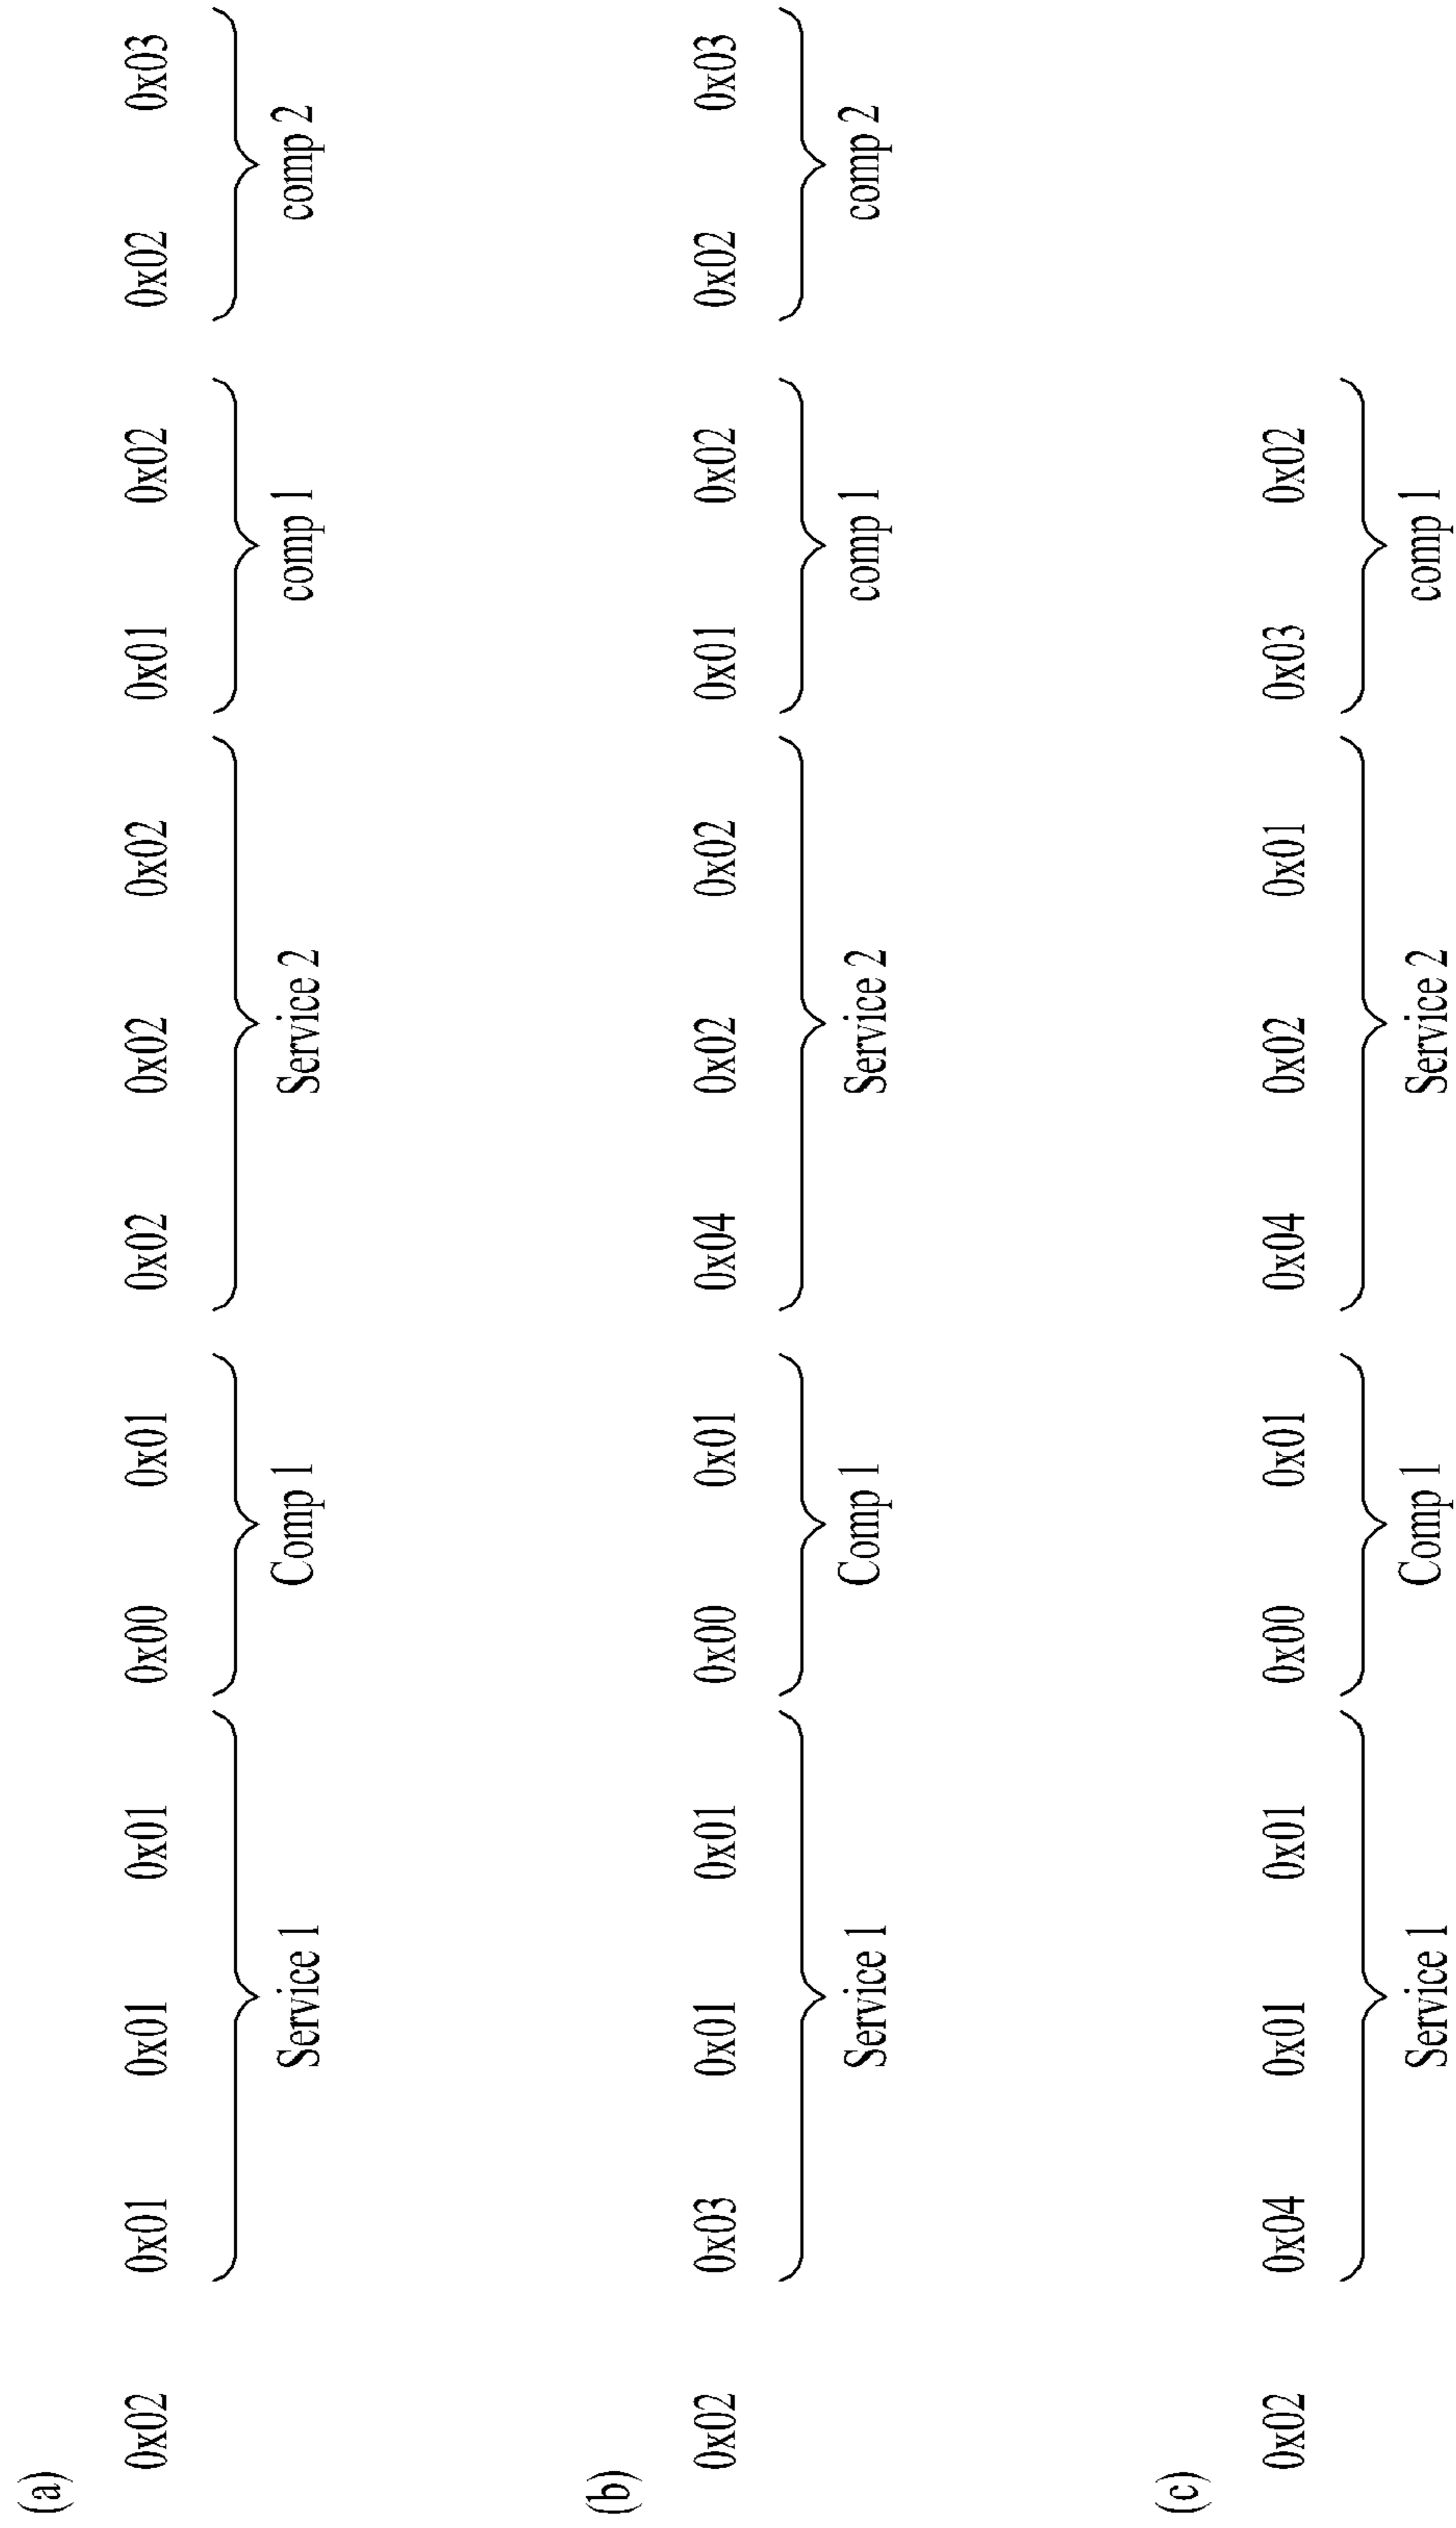 (a)
0x02 0x01 0x01 0x01 0x00 0x01 0x02 0x02 0x02 0x01 0x02 0x02 0x03
Service 1 Comp 1 Service 2 comp 1 comp 2
(b)
0x02 0x03 0x01 0x01 0x00 0x01 0x04 0x02 0x02 0x01 0x02 0x02 0x03
Service 1 Comp 1 Service 2 comp 1 comp 2
(c)
0x02 0x04 0x01 0x01 0x00 0x01 0x04 0x02 0x01 0x03 0x02
Service 1 Comp 1 Service 2 comp 1